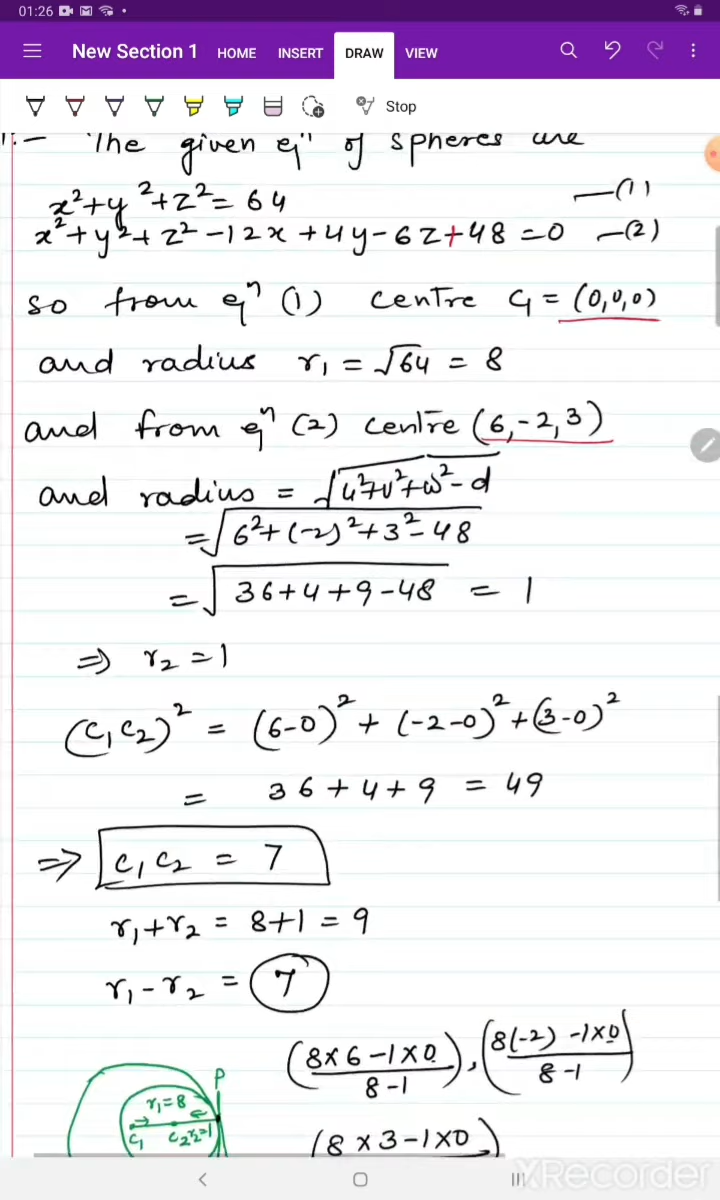 01:26
New Section 1 HOME INSERT DRAW VIEW
Stop
:- The given eqⁿ of spheres are
x²+y²+z²=64 —(1)
x²+y²+z²-12x+4y-6z+48=0 —(2)
so from eqⁿ (1) centre C₁ = (0,0,0)
and radius r₁ = √64 = 8
and from eqⁿ (2) centre (6,-2,3)
and radius = √u²+v²+w²-d
= √6²+(-2)²+3²-48
= √36+4+9-48 = 1
⇒ r₂ = 1
(C₁C₂)² = (6-0)²+(-2-0)²+(3-0)²
= 36+4+9 = 49
⇒ C₁C₂ = 7
r₁+r₂ = 8+1 = 9
r₁-r₂ = 7
(8×6-1×0/8-1), (8(-2)-1×0/8-1)
P
r₁=8
C₁ C₂ r₂=1
(8×3-1×0)
XRecorder